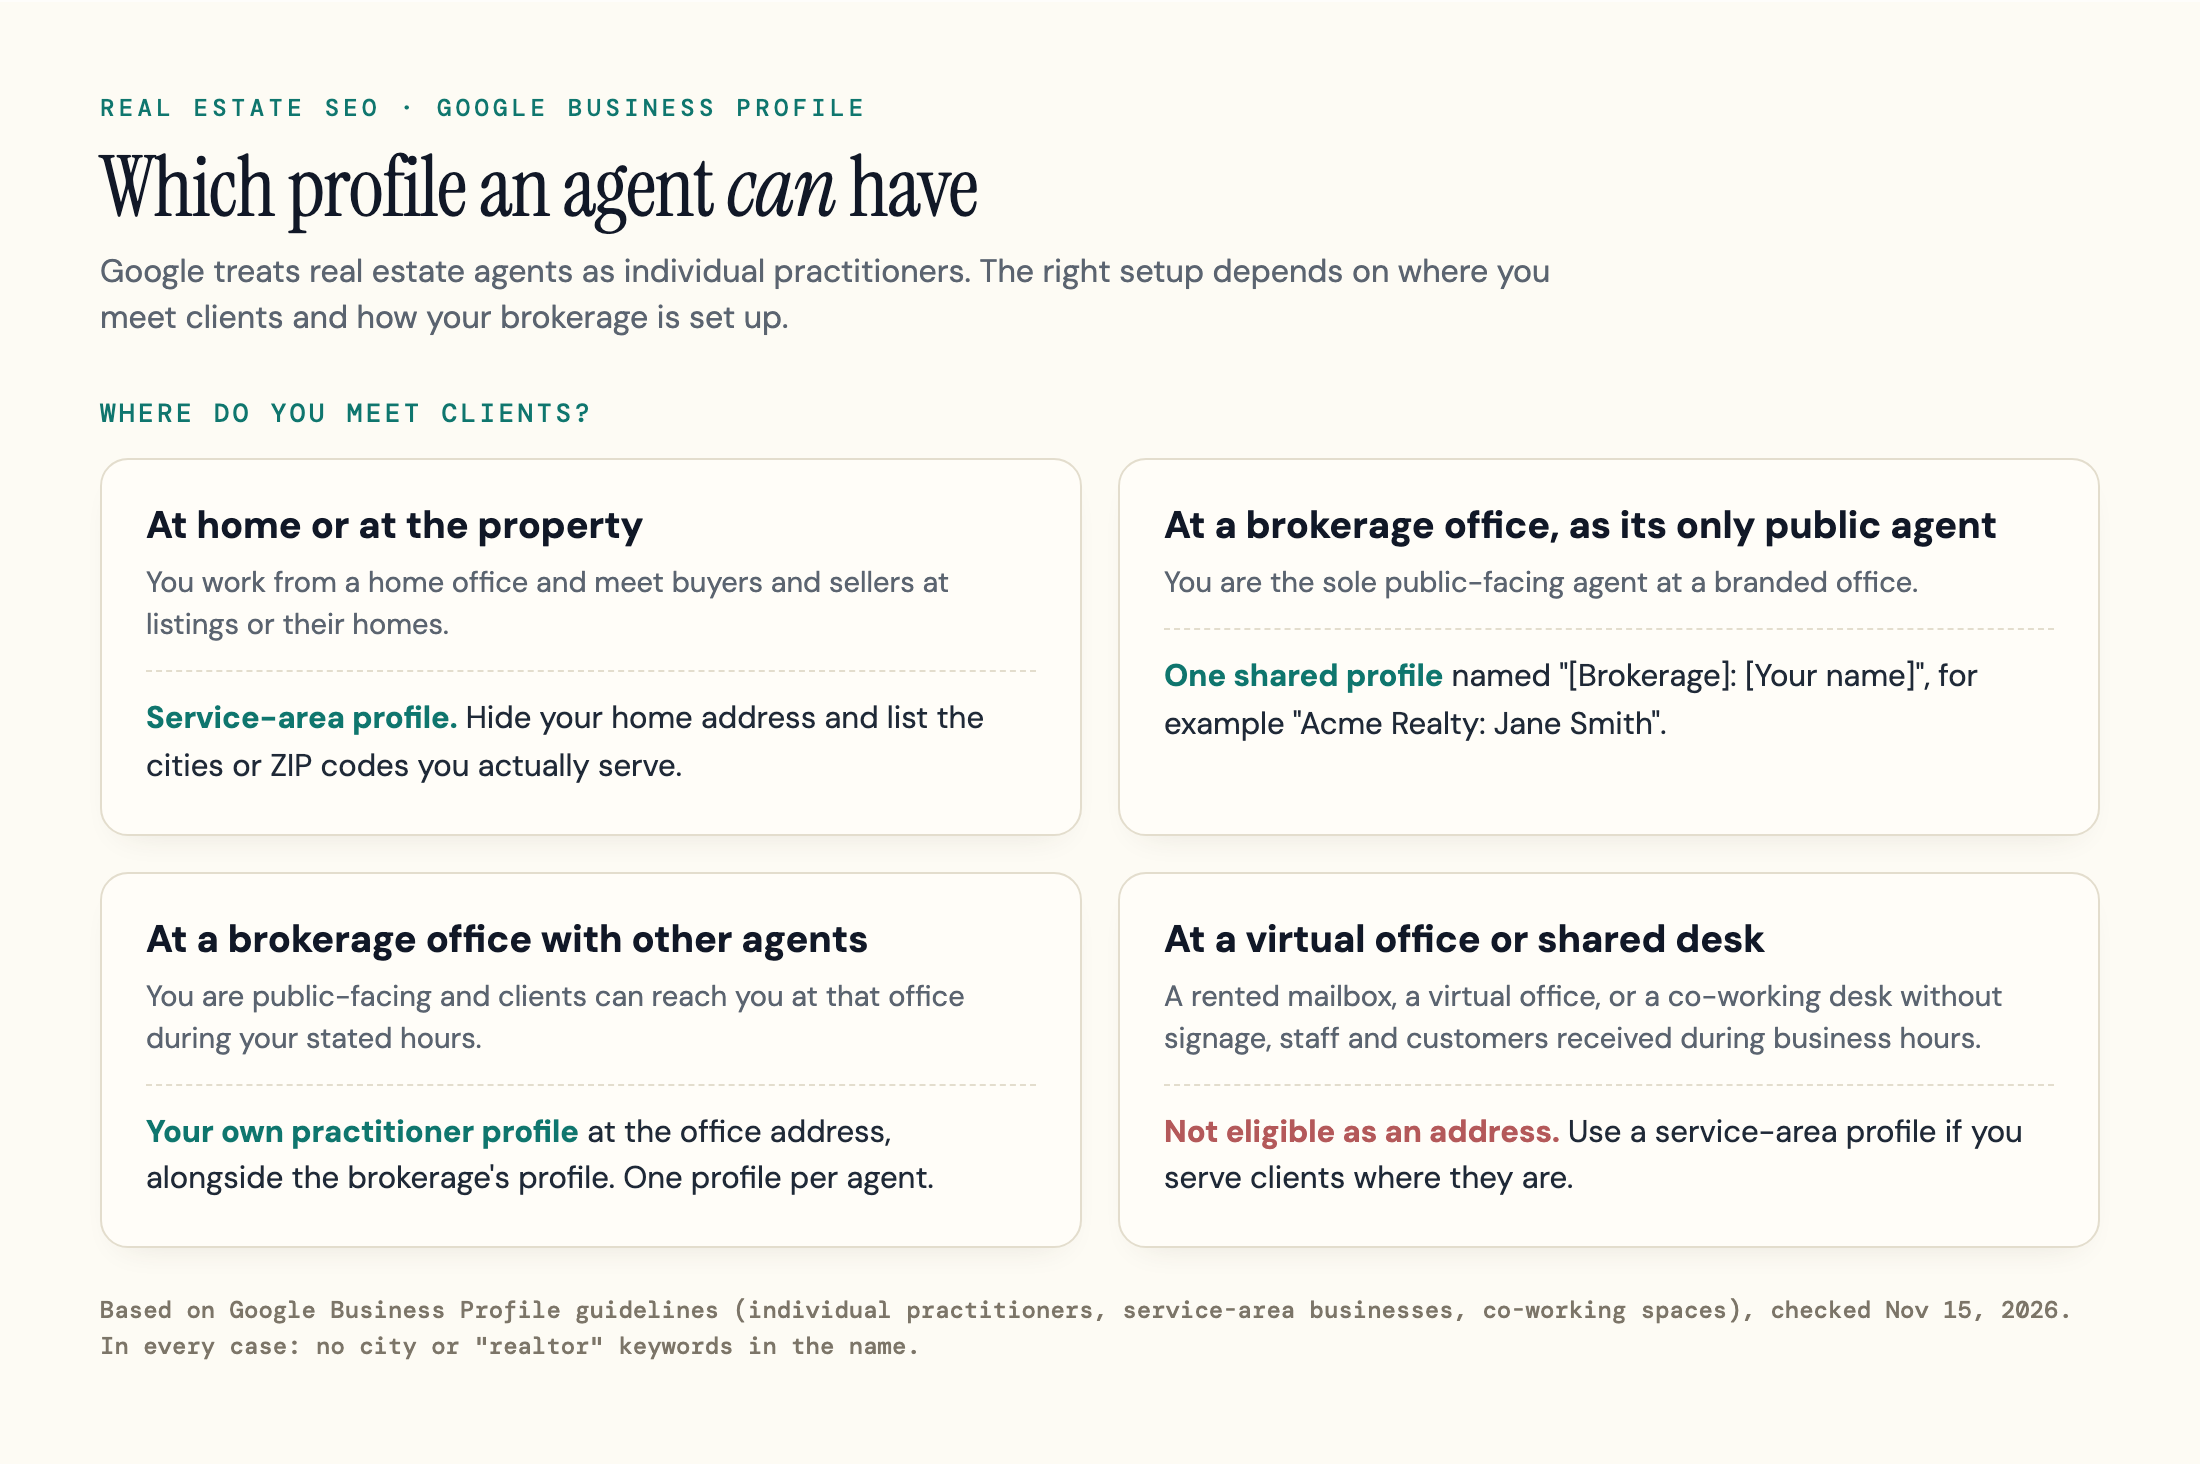 REAL ESTATE SEO · GOOGLE BUSINESS PROFILE
Which profile an agent can have
Google treats real estate agents as individual practitioners. The right setup depends on where you
meet clients and how your brokerage is set up.
WHERE DO YOU MEET CLIENTS?
At home or at the property
You work from a home office and meet buyers and sellers at
listings or their homes.
Service-area profile. Hide your home address and list the
cities or ZIP codes you actually serve.
At a brokerage office, as its only public agent
You are the sole public-facing agent at a branded office.
One shared profile named "[Brokerage]: [Your name]", for
example "Acme Realty: Jane Smith".
At a brokerage office with other agents
You are public-facing and clients can reach you at that office
during your stated hours.
Your own practitioner profile at the office address,
alongside the brokerage's profile. One profile per agent.
At a virtual office or shared desk
A rented mailbox, a virtual office, or a co-working desk without
signage, staff and customers received during business hours.
Not eligible as an address. Use a service-area profile if you
serve clients where they are.
Based on Google Business Profile guidelines (individual practitioners, service-area businesses, co-working spaces), checked Nov 15, 2026.
In every case: no city or "realtor" keywords in the name.